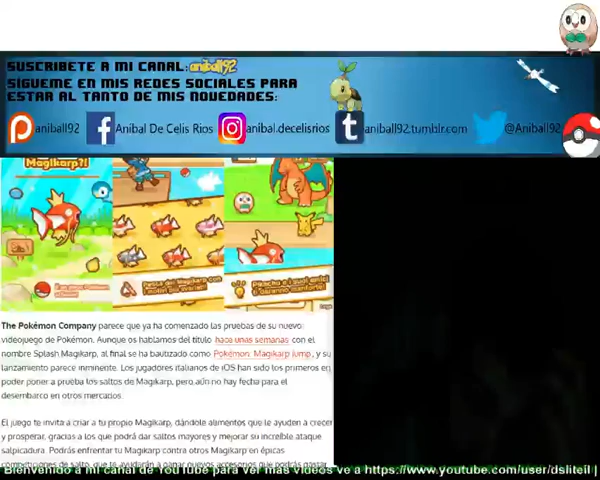 SUSCRIBETE A MI CANAL: aniball92
SÍGUEME EN MIS REDES SOCIALES PARA
ESTAR AL TANTO DE MIS NOVEDADES:
aniball92 Anibal De Celis Rios anibal.decelisrios aniball92.tumblr.com @Aniball92
Magikarp?!
The Pokémon Company parece que ya ha comenzado las pruebas de su nuevo
videojuego de Pokémon. Aunque os hablamos del título hace unas semanas con el
nombre Splash Magikarp, al final se ha bautizado como Pokémon: Magikarp Jump, y su
lanzamiento parece inminente. Los jugadores italianos de iOS han sido los primeros en
poder poner a prueba los saltos de Magikarp, pero aún no hay fecha para el
desembarco en otros mercados.
El juego te invita a criar a tu propio Magikarp, dándole alimentos que le ayuden a crecer
y prosperar, gracias a los que podrá dar saltos mayores y mejorar su increíble ataque
salpicadura. Podrás enfrentar tu Magikarp contra otros Magikarp en épicas
Bienvenido a mi canal de YouTube para ver mas videos ve a https://www.youtube.com/user/dsliteil